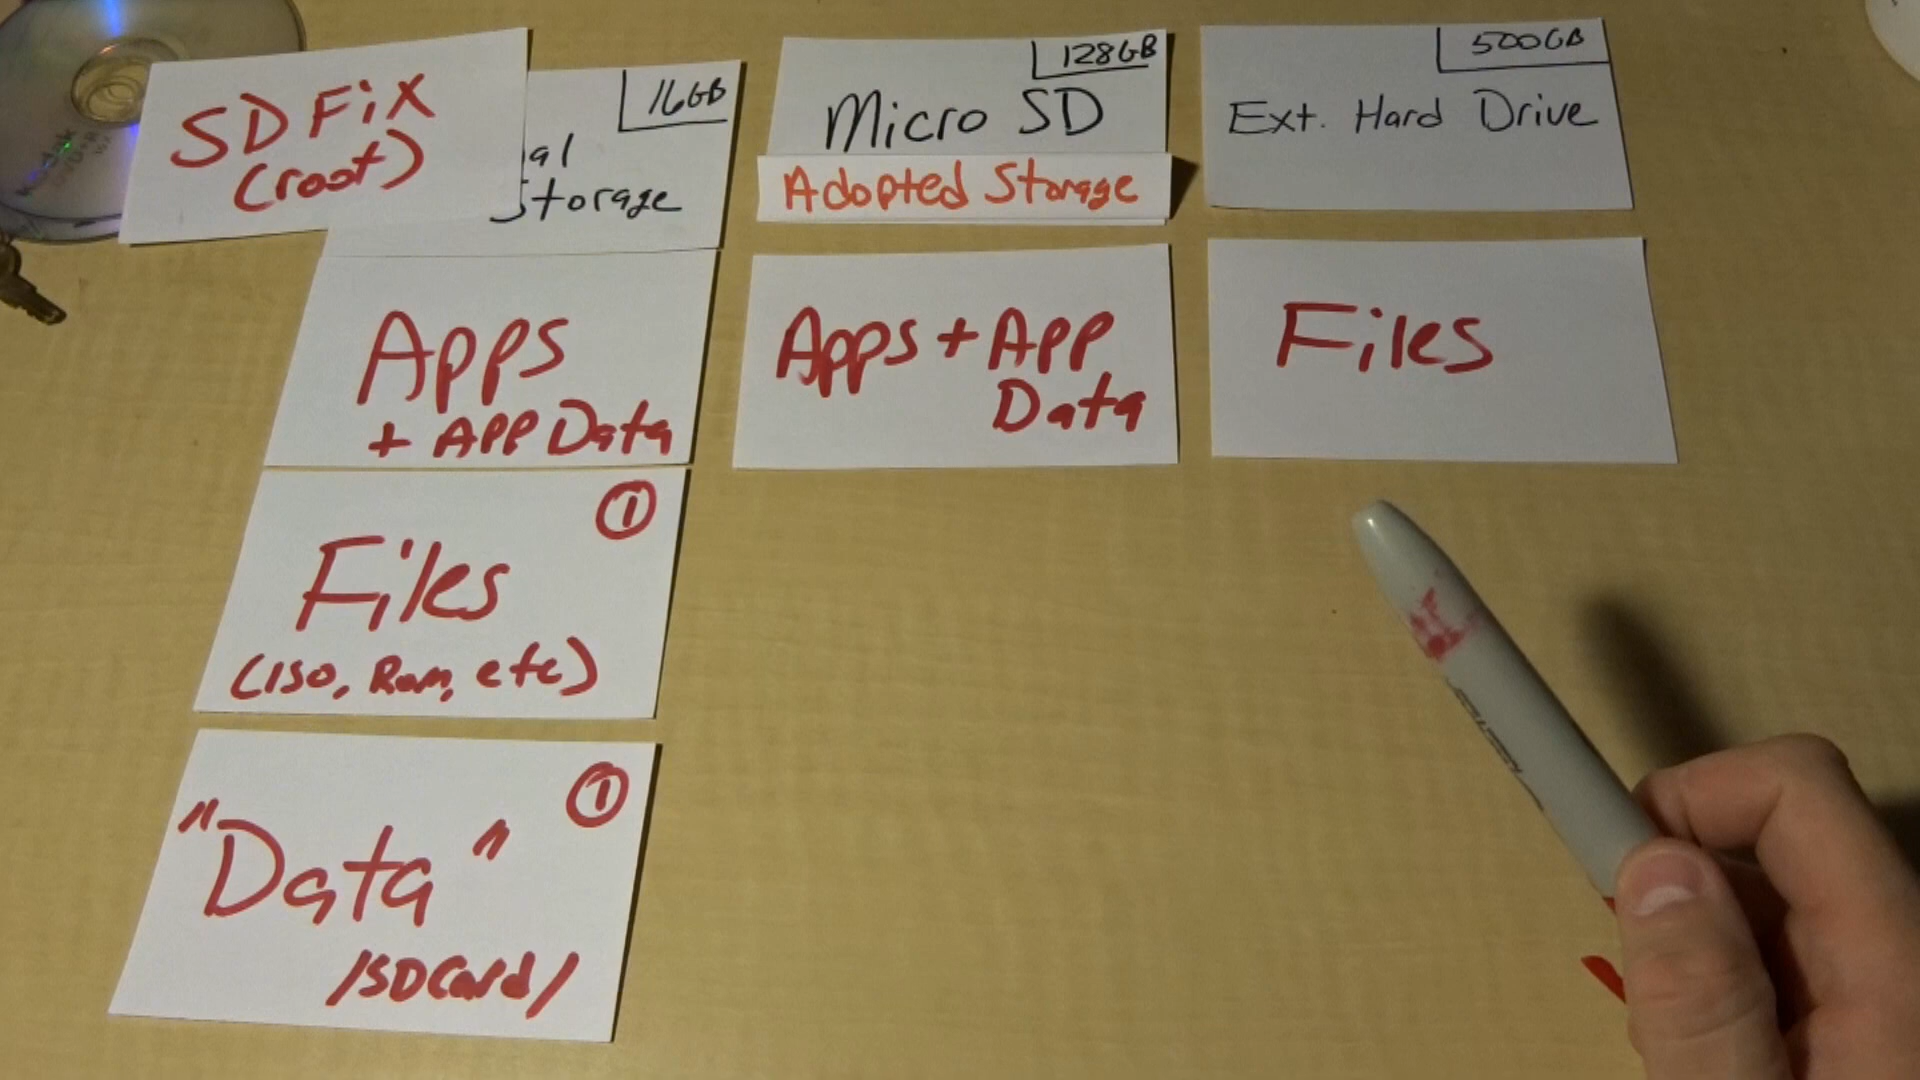 SD FiX
(root)
16GB
al
Storage
128GB
Micro SD
Adopted Storage
500GB
Ext. Hard Drive
Apps
+ APP Data
Apps + APP
Data
Files
1
Files
(ISO, Rom, etc)
1
"Data"
/SDCard/
Kodak